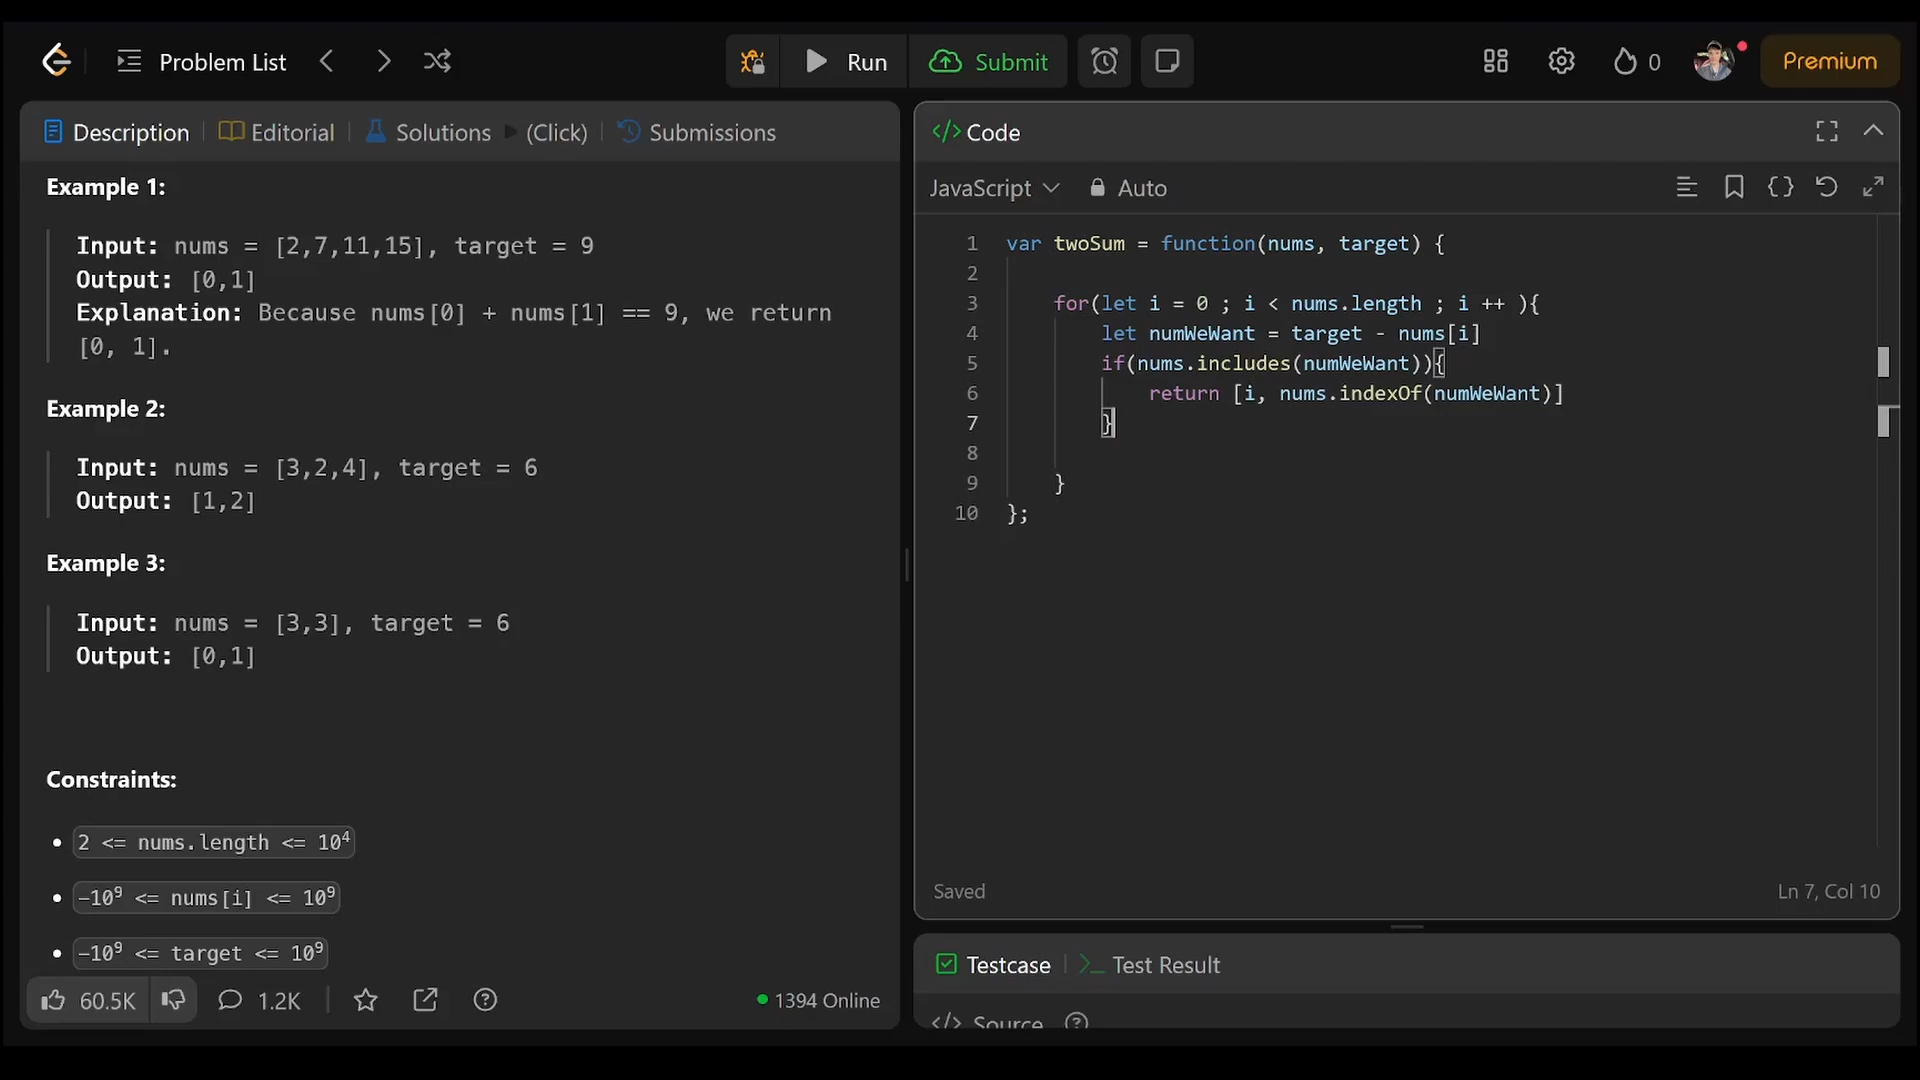 Problem List
Run
Submit
0
Premium
Description
Editorial
Solutions
(Click)
Submissions
Example 1:
Input: nums = [2,7,11,15], target = 9
Output: [0,1]
Explanation: Because nums[0] + nums[1] == 9, we return
[0, 1].
Example 2:
Input: nums = [3,2,4], target = 6
Output: [1,2]
Example 3:
Input: nums = [3,3], target = 6
Output: [0,1]
Constraints:
2 <= nums.length <= 10⁴
-10⁹ <= nums[i] <= 10⁹
-10⁹ <= target <= 10⁹
60.5K
1.2K
1394 Online
</> Code
JavaScript
Auto
1 var twoSum = function(nums, target) {
2
3 for(let i = 0 ; i < nums.length ; i ++ ){
4 let numWeWant = target - nums[i]
5 if(nums.includes(numWeWant)){
6 return [i, nums.indexOf(numWeWant)]
7 }
8
9 }
10 };
Saved
Ln 7, Col 10
Testcase
Test Result
</> Source